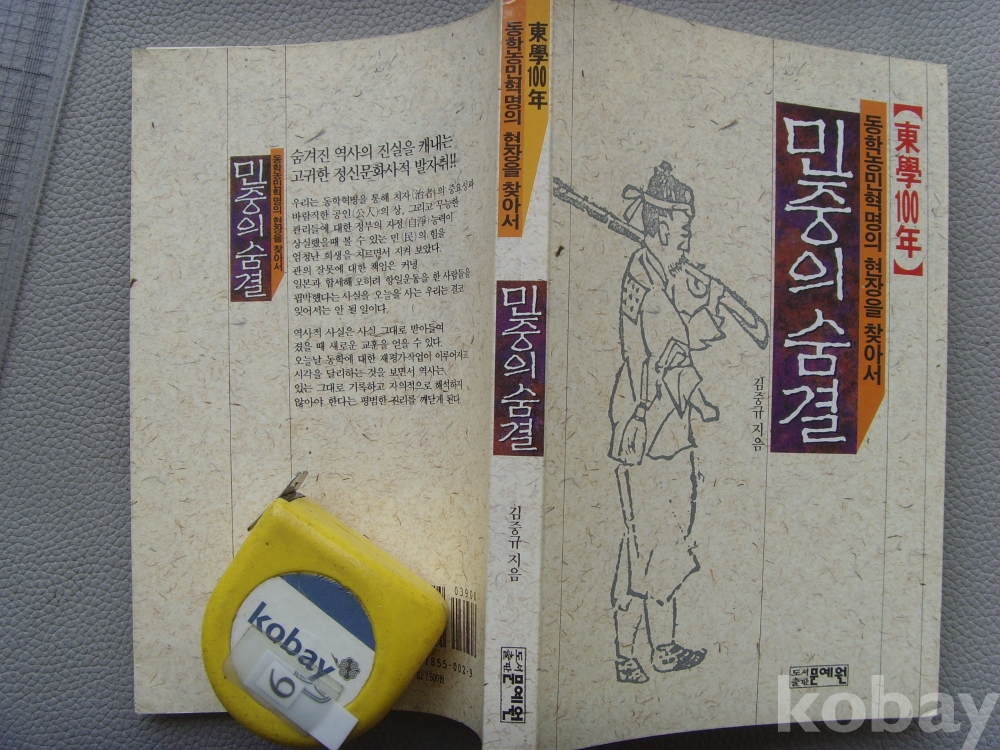 【東學100年】
동학농민혁명의 현장을 찾아서
민중의 숨결
김중규 지음
도서출판 문예원
東學100年
동학농민혁명의 현장을 찾아서
민중의 숨결
김중규 지음
도서출판 문예원
동학농민혁명의 현장을 찾아서
민중의 숨결
숨겨진 역사의 진실을 캐내는
고귀한 정신문화사적 발자취!!
우리는 동학혁명을 통해 치자(治者)의 중요성과
바람직한 공인(公人)의 상, 그리고 무능한
관리들에 대한 정부의 자정(自淨)능력이
상실했을때 볼 수 있는 민(民)의 힘을
엄청난 희생을 치르면서 지켜 보았다.
관의 잘못에 대한 책임은 커녕
일본과 합세해 오히려 항일운동을 한 사람들을
핍박했다는 사실을 오늘을 사는 우리는 결코
잊어서는 안 될 일이다.
역사적 사실은 사실 그대로 받아들여
졌을 때 새로운 교훈을 얻을 수 있다.
오늘날 동학에 대한 재평가작업이 이루어지고
시각을 달리하는 것을 보면서 역사는
있는 그대로 기록하고 자의적으로 해석하지
않아야 한다는 평범한 진리를 깨닫게 된다.
03900
7855-002-3
7,500원
kobay
6
kobay